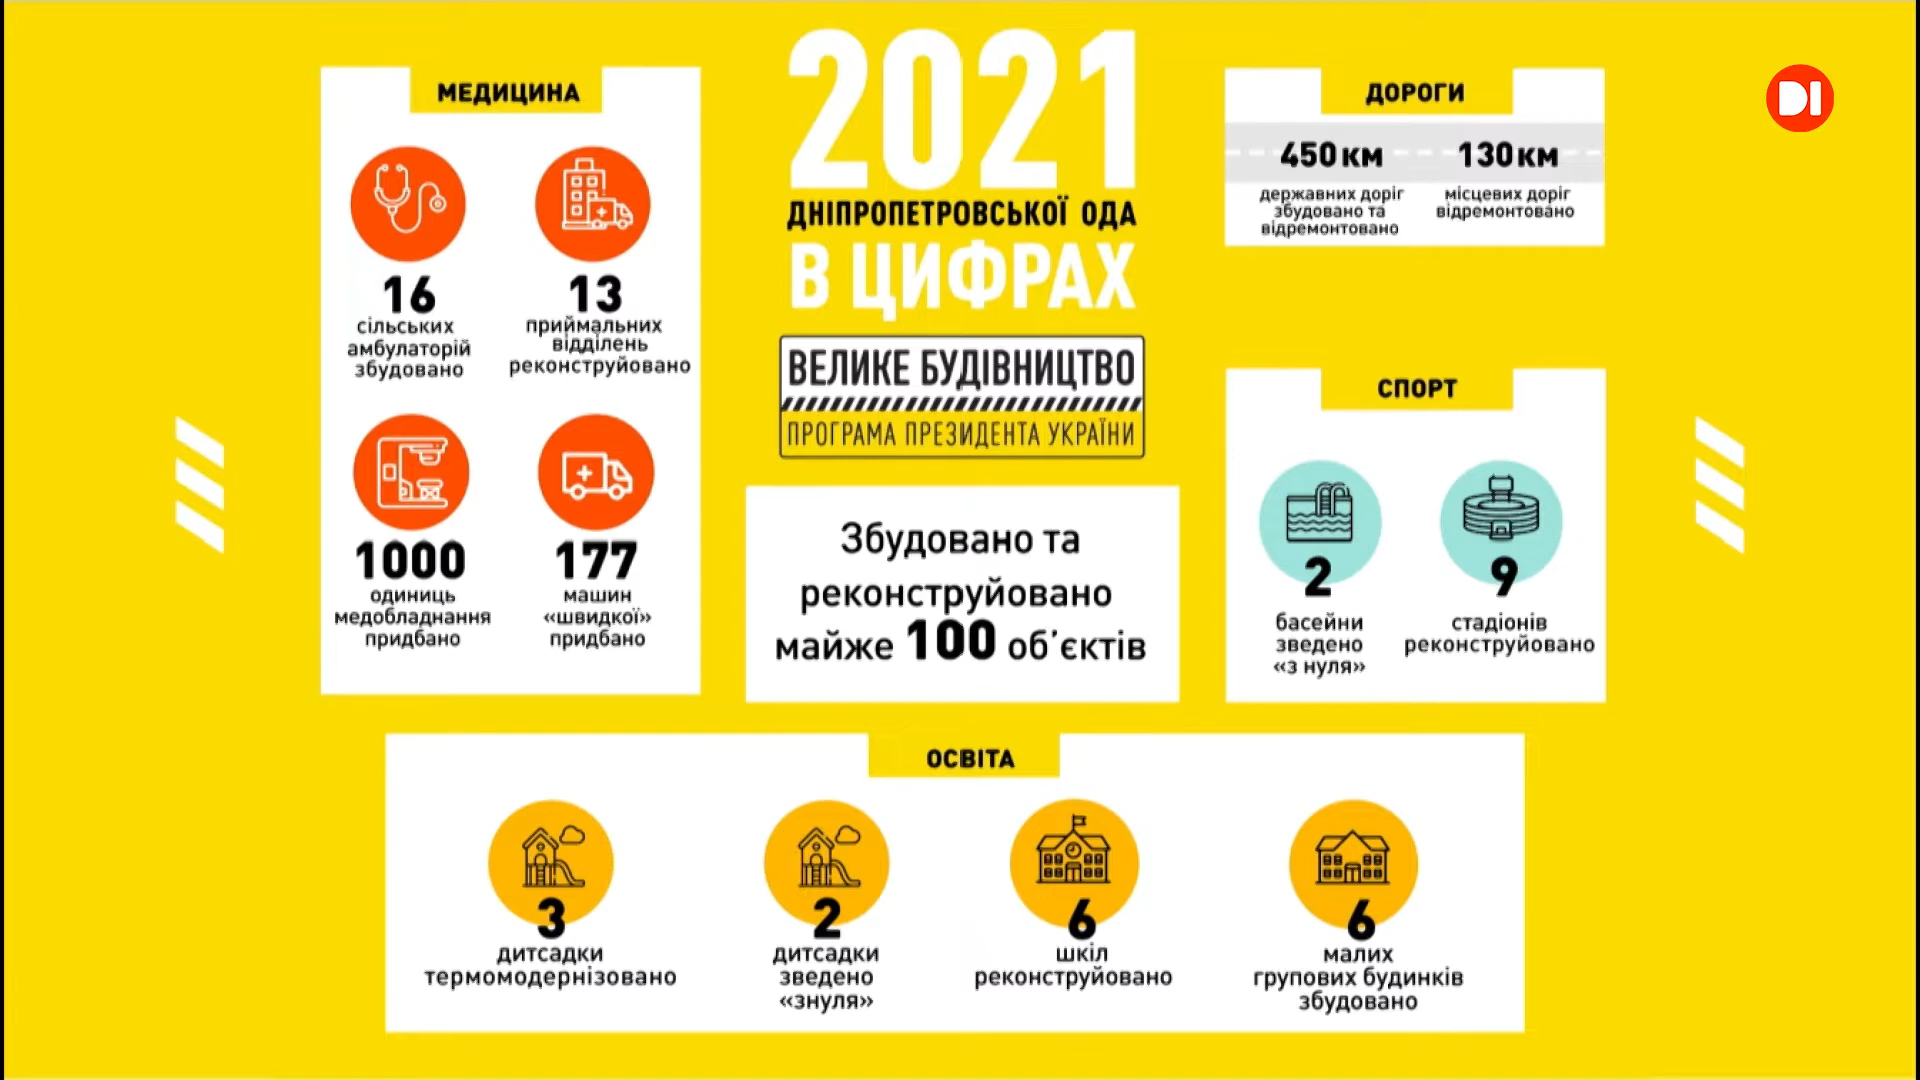 2021
ДНІПРОПЕТРОВСЬКОЇ ОДА
В ЦИФРАХ
ВЕЛИКЕ БУДІВНИЦТВО
ПРОГРАМА ПРЕЗИДЕНТА УКРАЇНИ
Збудовано та
реконструйовано
майже 100 об'єктів
МЕДИЦИНА
16
сільських
амбулаторій
збудовано
13
приймальних
відділень
реконструйовано
1000
одиниць
медобладнання
придбано
177
машин
«швидкої»
придбано
ДОРОГИ
450 км
державних доріг
збудовано та
відремонтовано
130 км
місцевих доріг
відремонтовано
DI
СПОРТ
2
басейни
зведено
«з нуля»
9
стадіонів
реконструйовано
ОСВІТА
3
дитсадки
термомодернізовано
2
дитсадки
зведено
«знуля»
6
шкіл
реконструйовано
6
малих
групових будинків
збудовано